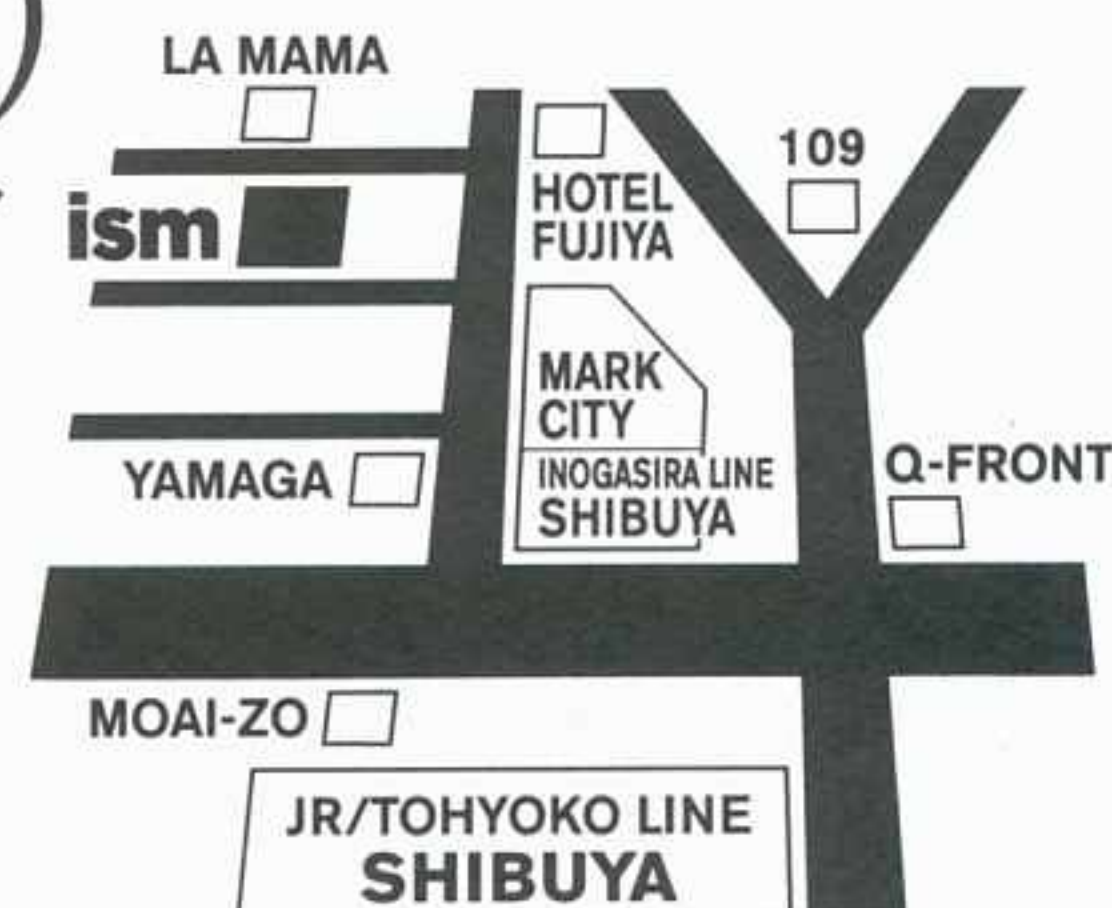 LA MAMA
109
ism
HOTEL
FUJIYA
MARK
CITY
YAMAGA
INOGASIRA LINE
SHIBUYA
Q-FRONT
MOAI-ZO
JR/TOHYOKO LINE
SHIBUYA